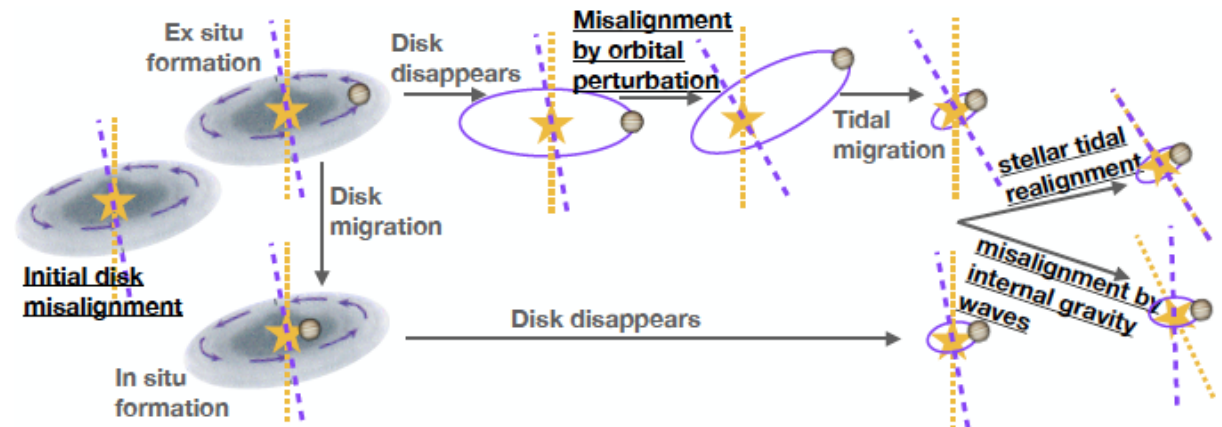 Ex situ
formation
Disk
disappears
Misalignment
by orbital
perturbation
Tidal
migration
stellar tidal
realignment
Disk
migration
Initial disk
misalignment
misalignment by
internal gravity
waves
Disk disappears
In situ
formation